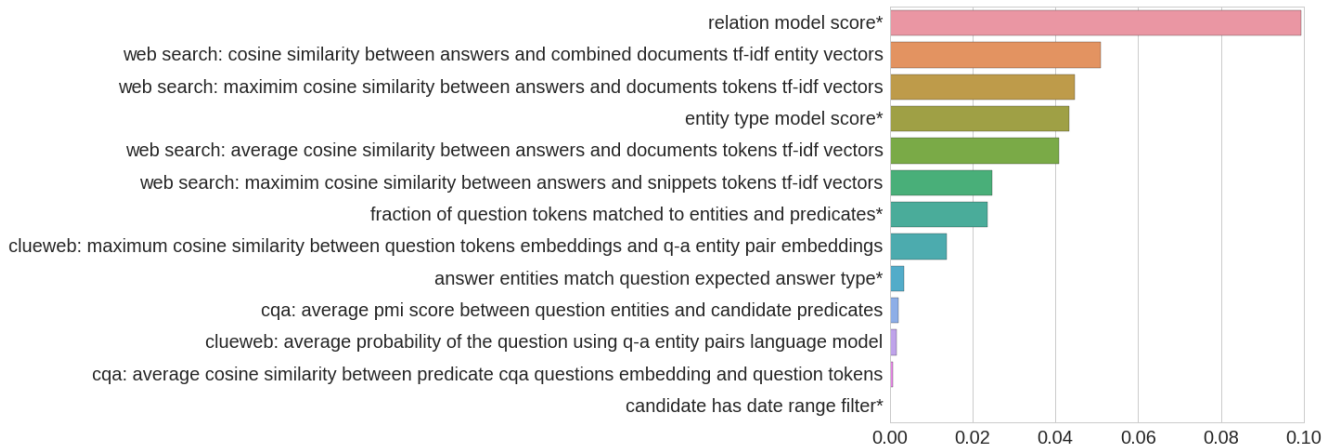 relation model score*
web search: cosine similarity between answers and combined documents tf-idf entity vectors
web search: maximim cosine similarity between answers and documents tokens tf-idf vectors
entity type model score*
web search: average cosine similarity between answers and documents tokens tf-idf vectors
web search: maximim cosine similarity between answers and snippets tokens tf-idf vectors
fraction of question tokens matched to entities and predicates*
clueweb: maximum cosine similarity between question tokens embeddings and q-a entity pair embeddings
answer entities match question expected answer type*
cqa: average pmi score between question entities and candidate predicates
clueweb: average probability of the question using q-a entity pairs language model
cqa: average cosine similarity between predicate cqa questions embedding and question tokens
candidate has date range filter*
0.00 0.02 0.04 0.06 0.08 0.10